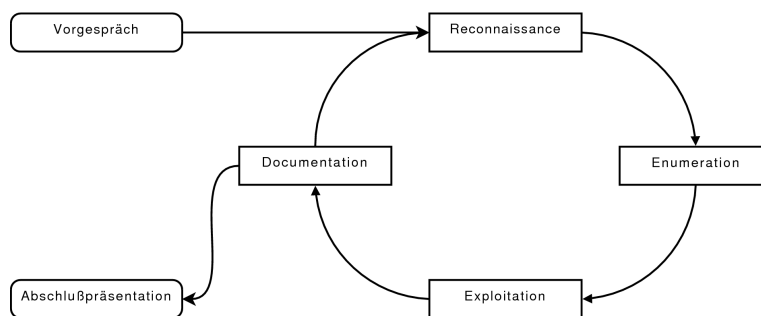 Vorgespräch
Reconnaissance
Documentation
Enumeration
Abschlußpräsentation
Exploitation